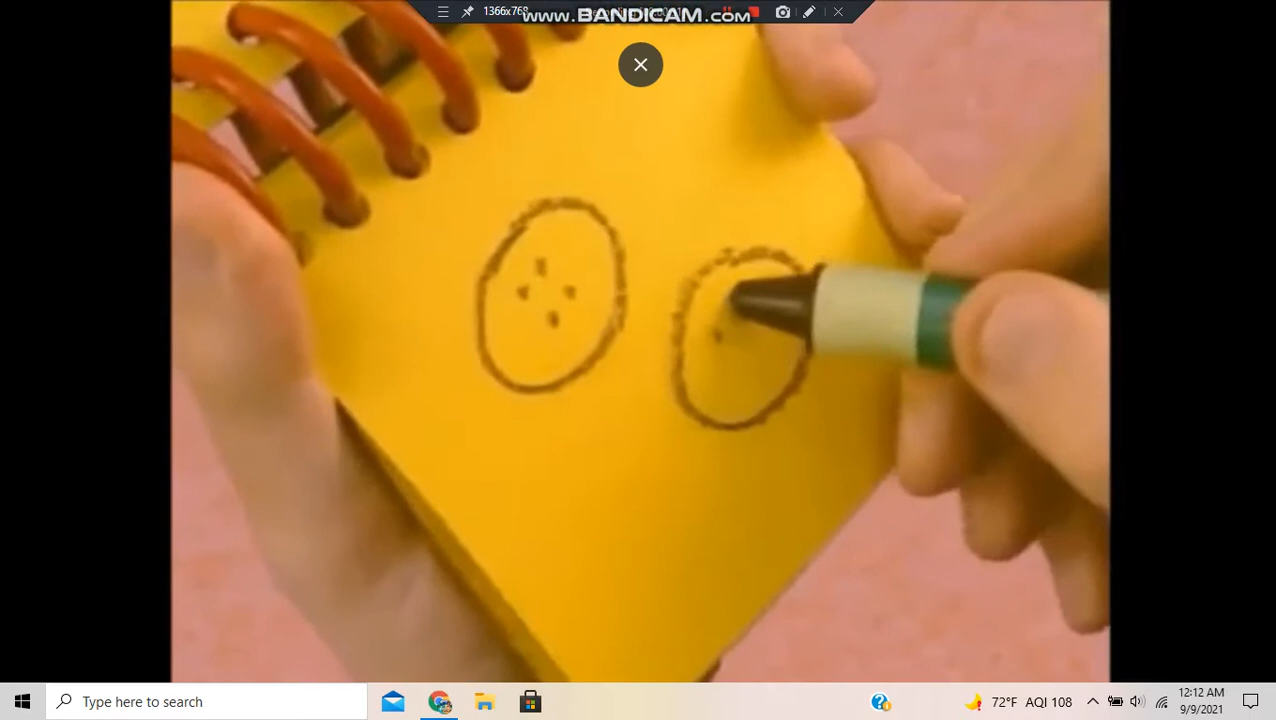 1366x768
www.BANDICAM.com
Type here to search
72°F AQI 108
12:12 AM
9/9/2021